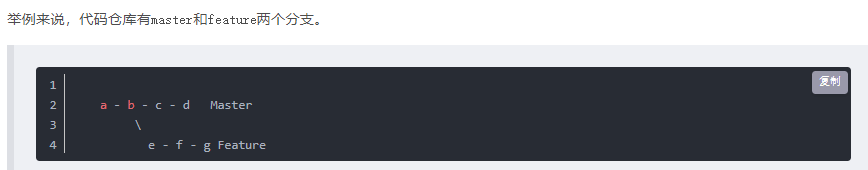 举例来说，代码仓库有master和feature两个分支。
复制
1
2    a - b - c - d   Master
3         \
4           e - f - g Feature